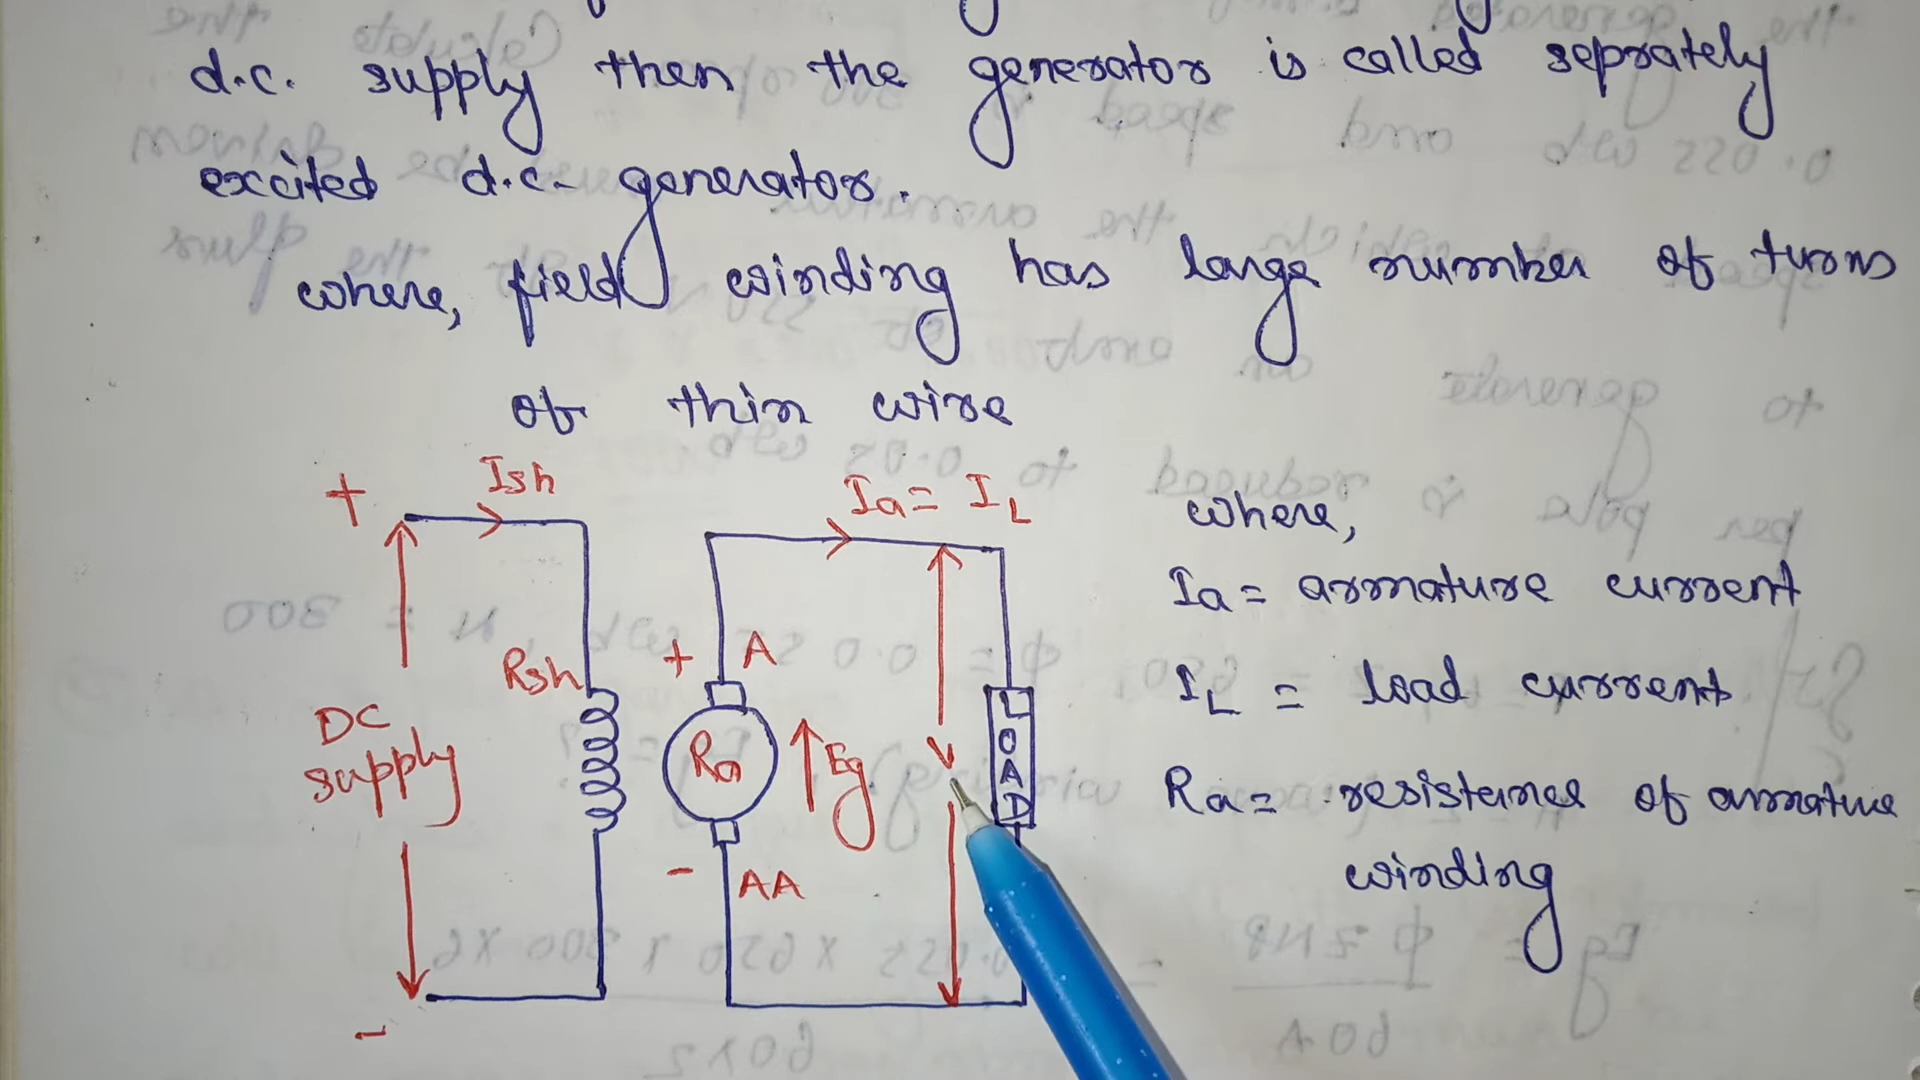 d.c. supply then the generator is called seprately
excited d.c. generator.
where, field winding has large number of turns
of thin wire
+ Ish
Ia = IL
Rsh
+ A
DC
supply
Ra
Eg
V
LOAD
- AA
-
where,
Ia = armature current
IL = load current
Ra = resistance of armature
winding